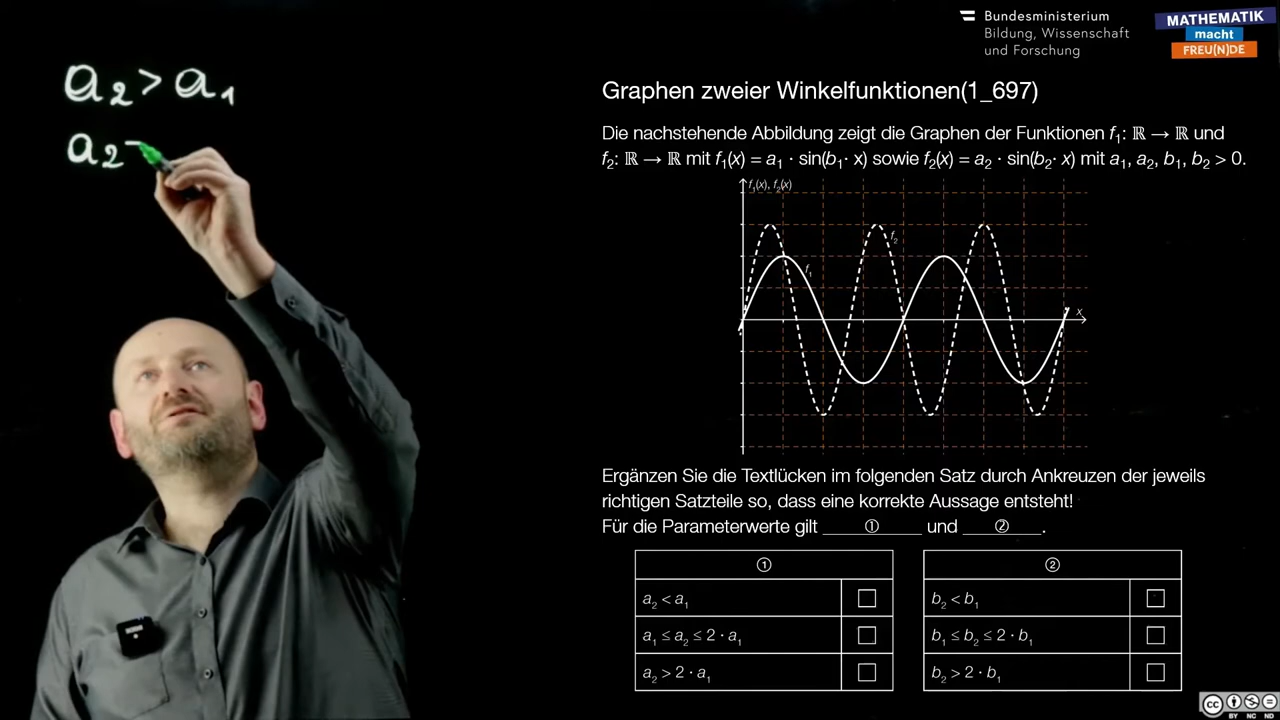 Bundesministerium
Bildung, Wissenschaft
und Forschung
MATHEMATIK
macht
FREU(N)DE
a₂ > a₁
a₂
Graphen zweier Winkelfunktionen(1_697)
Die nachstehende Abbildung zeigt die Graphen der Funktionen f₁: ℝ → ℝ und
f₂: ℝ → ℝ mit f₁(x) = a₁ · sin(b₁· x) sowie f₂(x) = a₂ · sin(b₂· x) mit a₁, a₂, b₁, b₂ > 0.
f₁(x), f₂(x)
f₂
f₁
x
Ergänzen Sie die Textlücken im folgenden Satz durch Ankreuzen der jeweils
richtigen Satzteile so, dass eine korrekte Aussage entsteht!
Für die Parameterwerte gilt ① und ② .
① ②
a₂ < a₁ b₂ < b₁
a₁ ≤ a₂ ≤ 2 · a₁ b₁ ≤ b₂ ≤ 2 · b₁
a₂ > 2 · a₁ b₂ > 2 · b₁
cc
BY NC ND